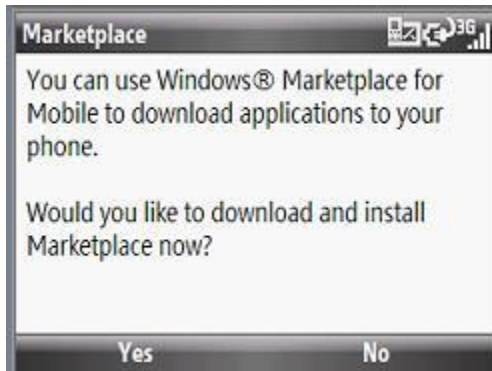 Marketplace
3G
You can use Windows® Marketplace for
Mobile to download applications to your
phone.
Would you like to download and install
Marketplace now?
Yes No